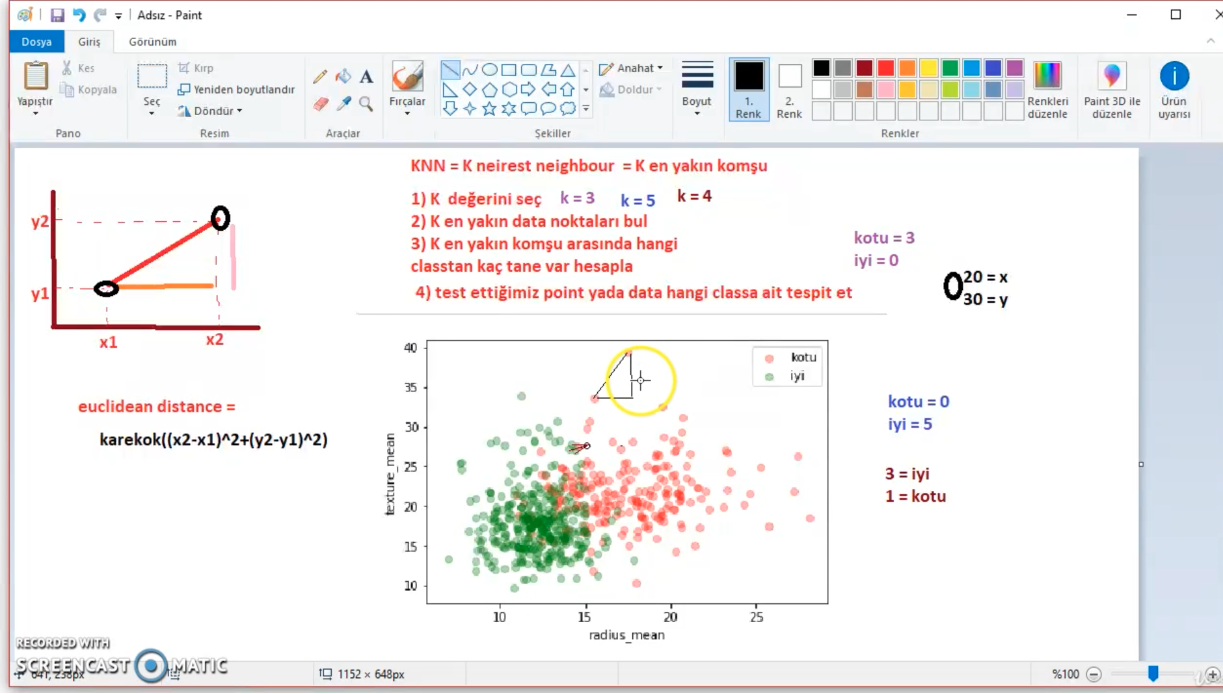 Adsız - Paint
Dosya Giriş Görünüm
Yapıştır
Kes
Kopyala
Pano
Seç
Kırp
Yeniden boyutlandır
Döndür
Resim
A
Araçlar
Fırçalar
Anahat
Doldur
Şekiller
Boyut
1.
Renk
2.
Renk
Renkleri
düzenle
Renkler
Paint 3D ile
düzenle
Ürün
uyarısı
KNN = K neirest neighbour = K en yakın komşu
1) K değerini seç k = 3 k = 5 k = 4
2) K en yakın data noktaları bul
3) K en yakın komşu arasında hangi
classtan kaç tane var hesapla
4) test ettiğimiz point yada data hangi classa ait tespit et
y2
y1
x1 x2
euclidean distance =
karekok((x2-x1)^2+(y2-y1)^2)
kotu = 3
iyi = 0
20 = x
30 = y
kotu
iyi
40
35
30
25
20
15
10
texture_mean
10 15 20 25
radius_mean
kotu = 0
iyi = 5
3 = iyi
1 = kotu
RECORDED WITH
SCREENCAST MATIC
1152 × 648px
%100